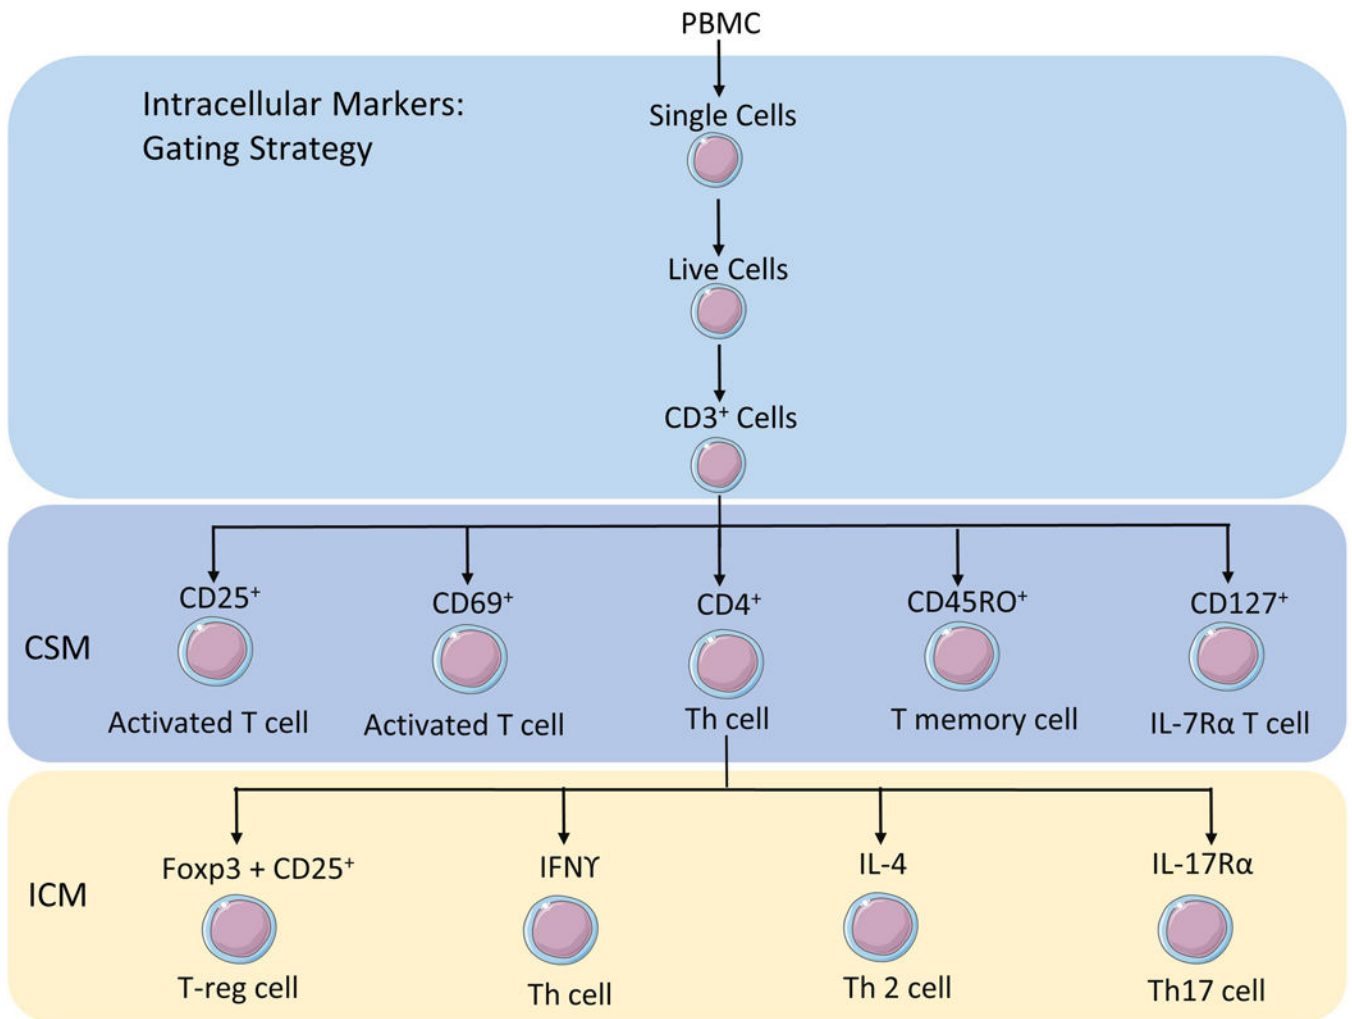 PBMC
Intracellular Markers:
Gating Strategy
Single Cells
Live Cells
CD3⁺ Cells
CSM
CD25⁺
Activated T cell
CD69⁺
Activated T cell
CD4⁺
Th cell
CD45RO⁺
T memory cell
CD127⁺
IL-7Rα T cell
ICM
Foxp3 + CD25⁺
T-reg cell
IFNϒ
Th cell
IL-4
Th 2 cell
IL-17Rα
Th17 cell